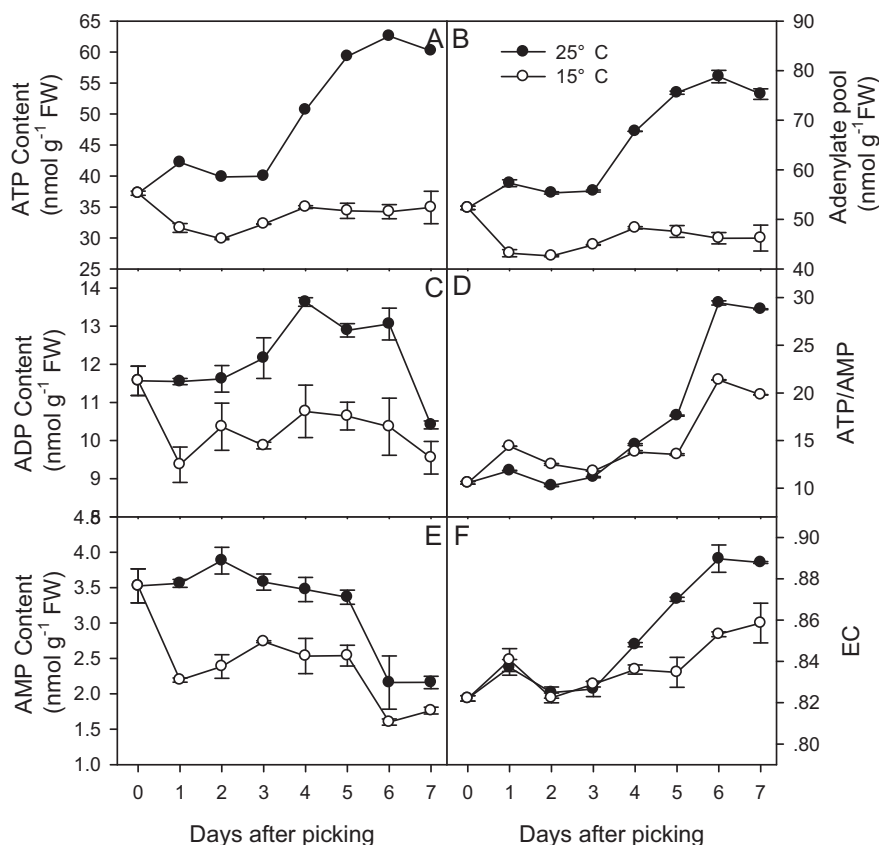 A
65
60
55
50
45
40
35
30
25
ATP Content
(nmol g-1 FW)
B
25° C
15° C
90
80
70
60
50
40
Adenylate pool
(nmol g-1FW)
C
14
13
12
11
10
9
8
ADP Content
(nmol g-1 FW)
D
30
25
20
15
10
ATP/AMP
E
4.5
4.0
3.5
3.0
2.5
2.0
1.5
1.0
AMP Content
(nmol g-1 FW)
0 1 2 3 4 5 6 7
Days after picking
F
.90
.88
.86
.84
.82
.80
EC
0 1 2 3 4 5 6 7
Days after picking